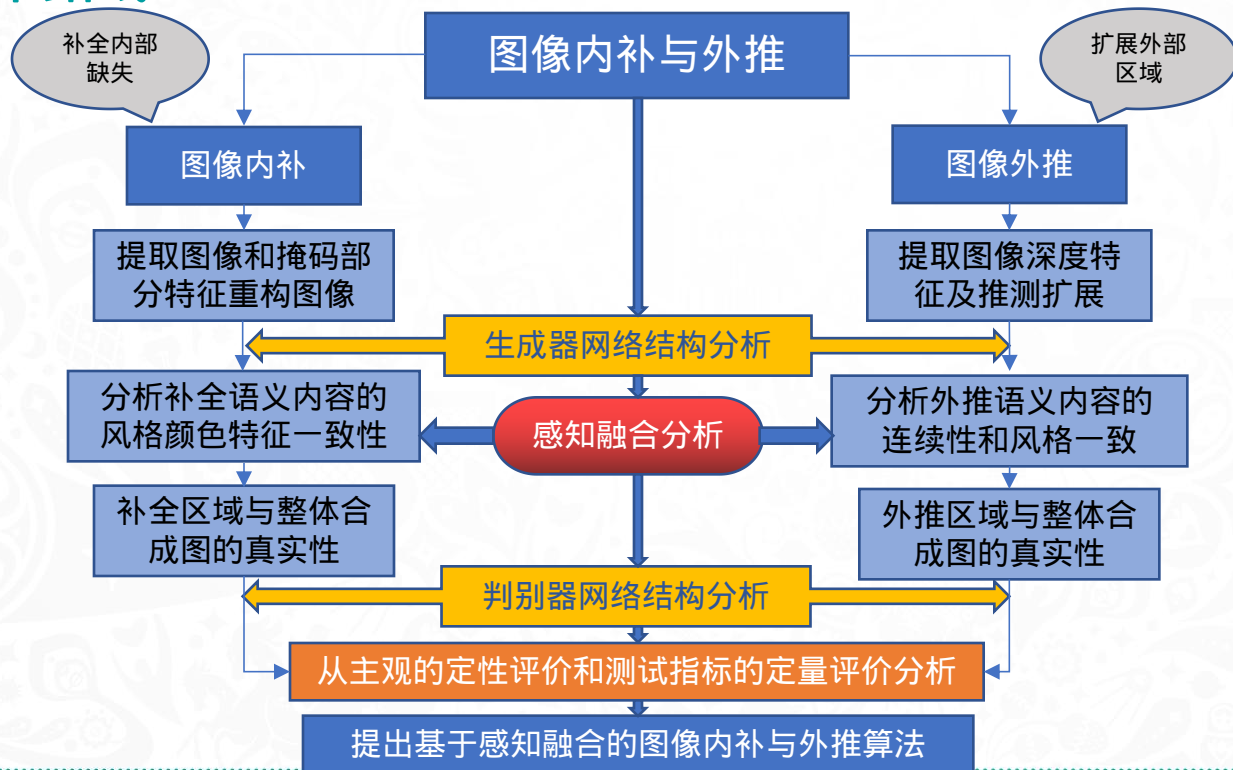 补全内部
缺失
图像内补与外推
扩展外部
区域
图像内补
图像外推
提取图像和掩码部
分特征重构图像
提取图像深度特
征及推测扩展
生成器网络结构分析
分析补全语义内容的
风格颜色特征一致性
感知融合分析
分析外推语义内容的
连续性和风格一致
补全区域与整体合
成图的真实性
外推区域与整体合
成图的真实性
判别器网络结构分析
从主观的定性评价和测试指标的定量评价分析
提出基于感知融合的图像内补与外推算法